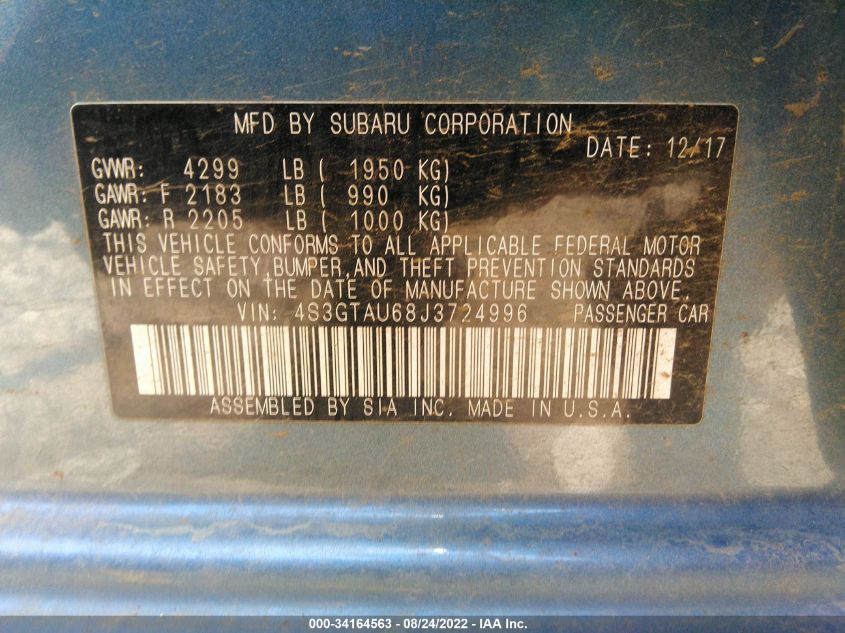 MFD BY SUBARU CORPORATION
DATE: 12/17
GVWR: 4299 LB ( 1950 KG)
GAWR: F 2183 LB ( 990 KG)
GAWR: R 2205 LB ( 1000 KG)
THIS VEHICLE CONFORMS TO ALL APPLICABLE FEDERAL MOTOR
VEHICLE SAFETY,BUMPER,AND THEFT PREVENTION STANDARDS
IN EFFECT ON THE DATE OF MANUFACTURE SHOWN ABOVE.
VIN: 4S3GTAU68J3724996 PASSENGER CAR
ASSEMBLED BY SIA INC. MADE IN U.S.A.
000-34164563 - 08/24/2022 - IAA Inc.